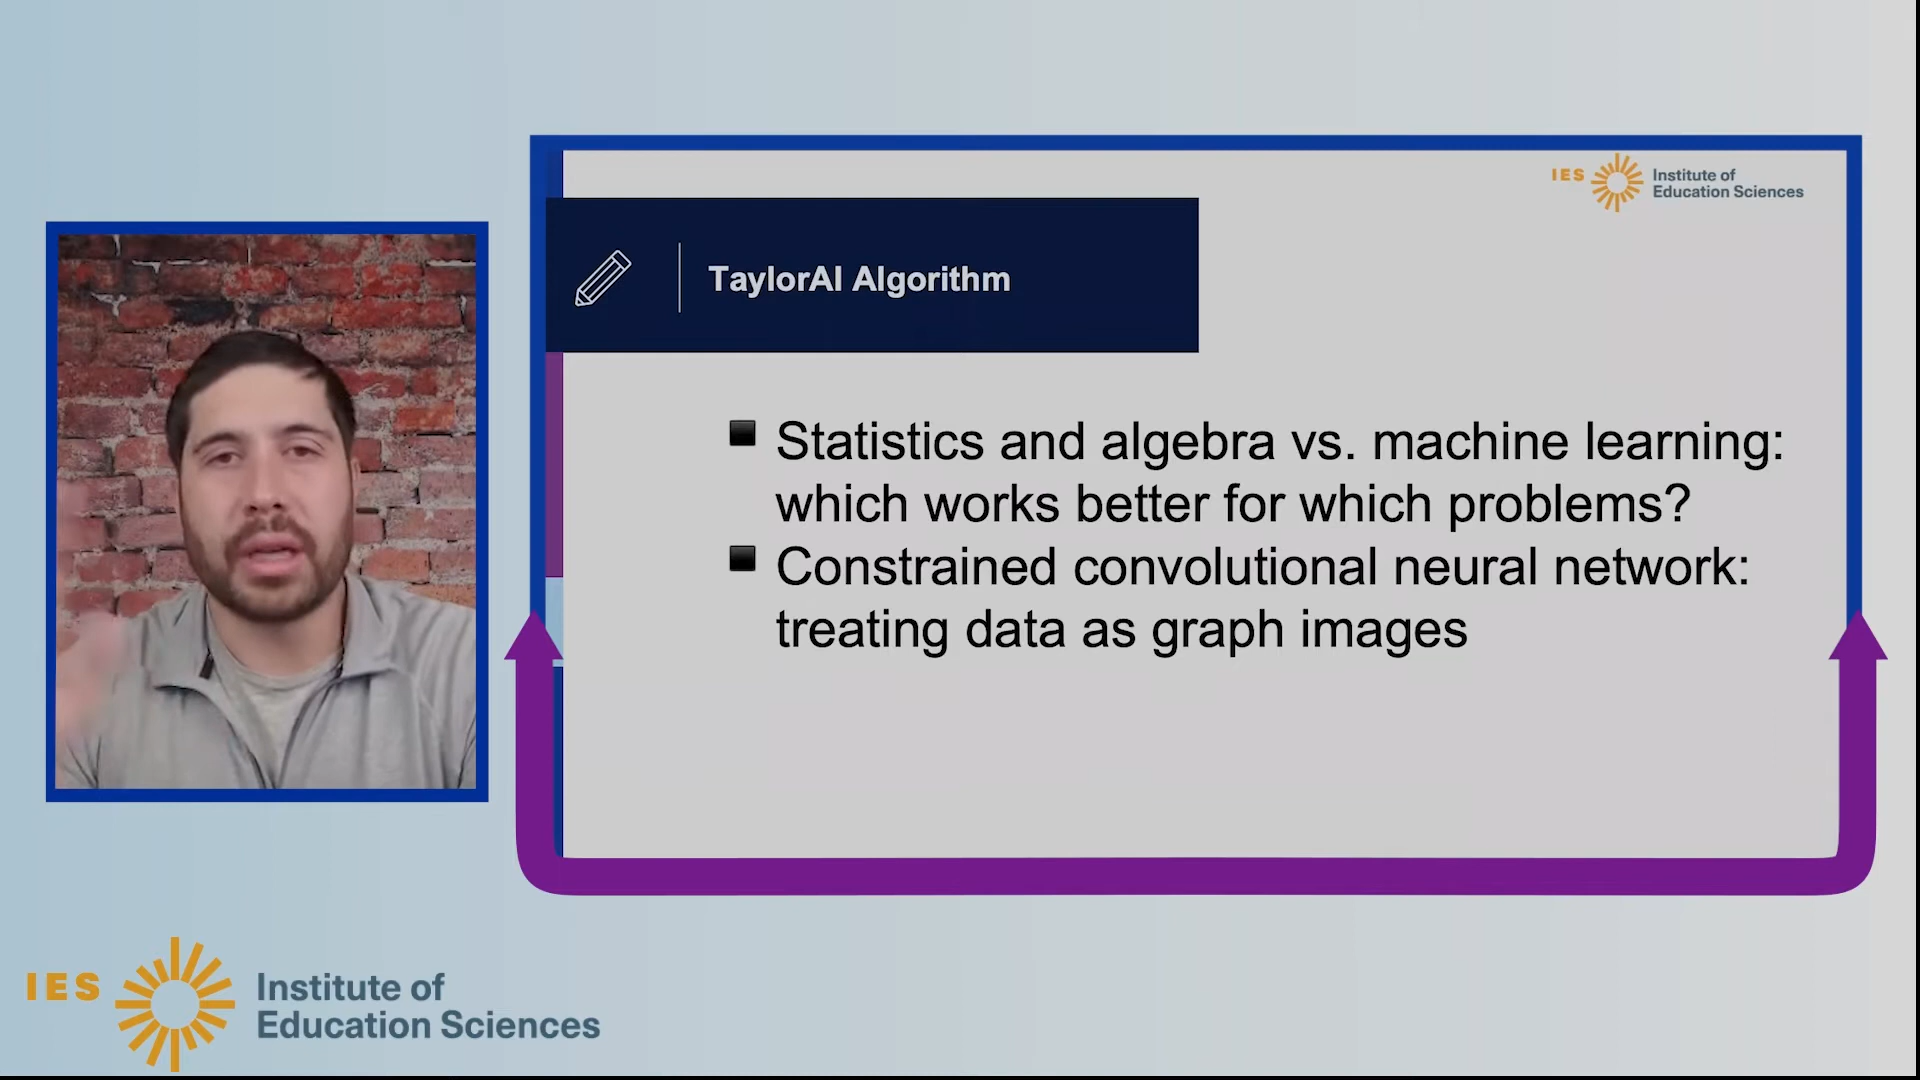 IES
Institute of
Education Sciences
TaylorAI Algorithm
Statistics and algebra vs. machine learning:
which works better for which problems?
Constrained convolutional neural network:
treating data as graph images
IES
Institute of
Education Sciences